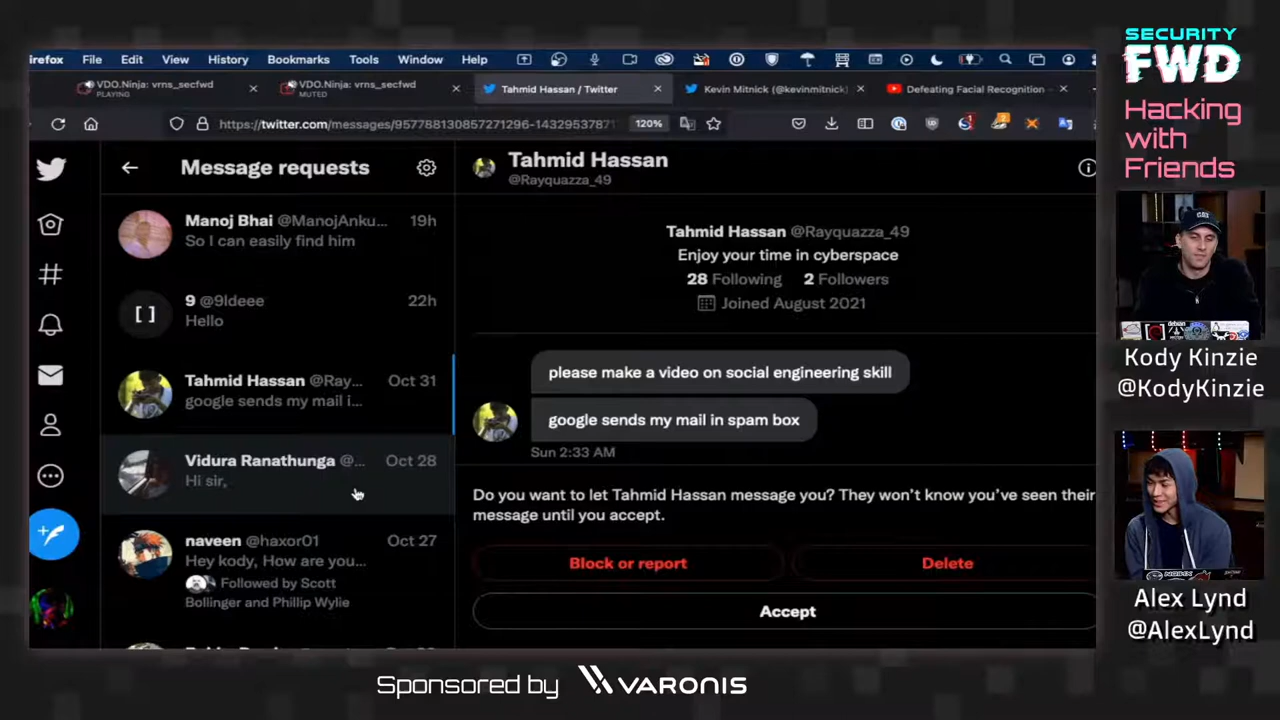 SECURITY
FWD
Hacking
with
Friends
Firefox File Edit View History Bookmarks Tools Window Help
VDO.Ninja: vrns_secfwd
PLAYING
VDO.Ninja: vrns_secfwd
MUTED
Tahmid Hassan / Twitter
Kevin Mitnick (@kevinmitnick)
Defeating Facial Recognition -
https://twitter.com/messages/957788130857271296-14329537871
120%
Message requests
Manoj Bhai @ManojAnku... 19h
So I can easily find him
9 @9Ideee 22h
Hello
[ ]
Tahmid Hassan @Ray... Oct 31
google sends my mail i...
Vidura Ranathunga @... Oct 28
Hi sir,
naveen @haxor01 Oct 27
Hey kody, How are you...
Followed by Scott
Bollinger and Phillip Wylie
Tahmid Hassan
@Rayquazza_49
Tahmid Hassan @Rayquazza_49
Enjoy your time in cyberspace
28 Following 2 Followers
Joined August 2021
please make a video on social engineering skill
google sends my mail in spam box
Sun 2:33 AM
Do you want to let Tahmid Hassan message you? They won't know you've seen their
message until you accept.
Block or report
Delete
Accept
Kody Kinzie
@KodyKinzie
Alex Lynd
@AlexLynd
Sponsored by VARONIS